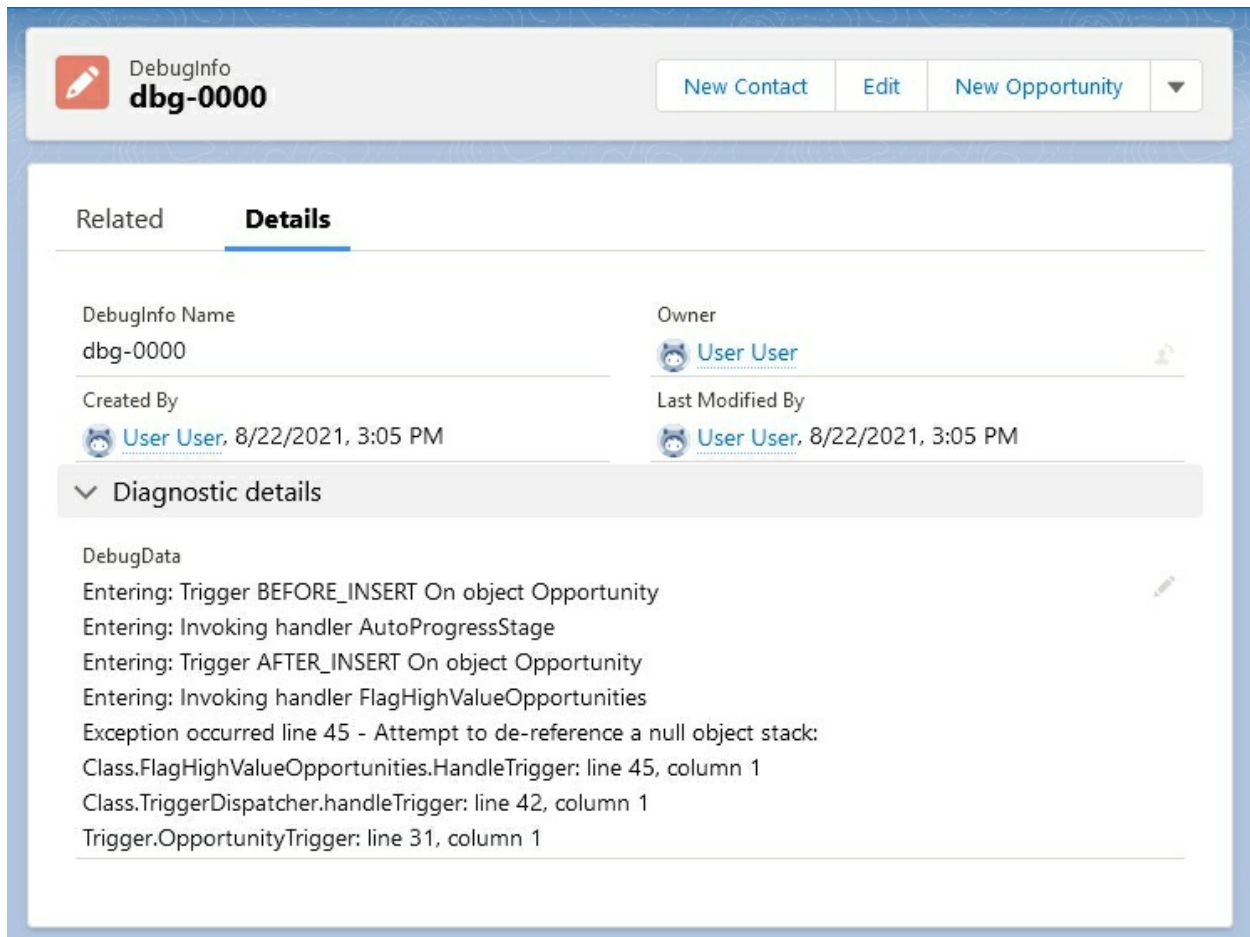 DebugInfo
dbg-0000
New Contact
Edit
New Opportunity
Related
Details
DebugInfo Name
dbg-0000
Owner
User User
Created By
User User, 8/22/2021, 3:05 PM
Last Modified By
User User, 8/22/2021, 3:05 PM
Diagnostic details
DebugData
Entering: Trigger BEFORE_INSERT On object Opportunity
Entering: Invoking handler AutoProgressStage
Entering: Trigger AFTER_INSERT On object Opportunity
Entering: Invoking handler FlagHighValueOpportunities
Exception occurred line 45 - Attempt to de-reference a null object stack:
Class.FlagHighValueOpportunities.HandleTrigger: line 45, column 1
Class.TriggerDispatcher.handleTrigger: line 42, column 1
Trigger.OpportunityTrigger: line 31, column 1